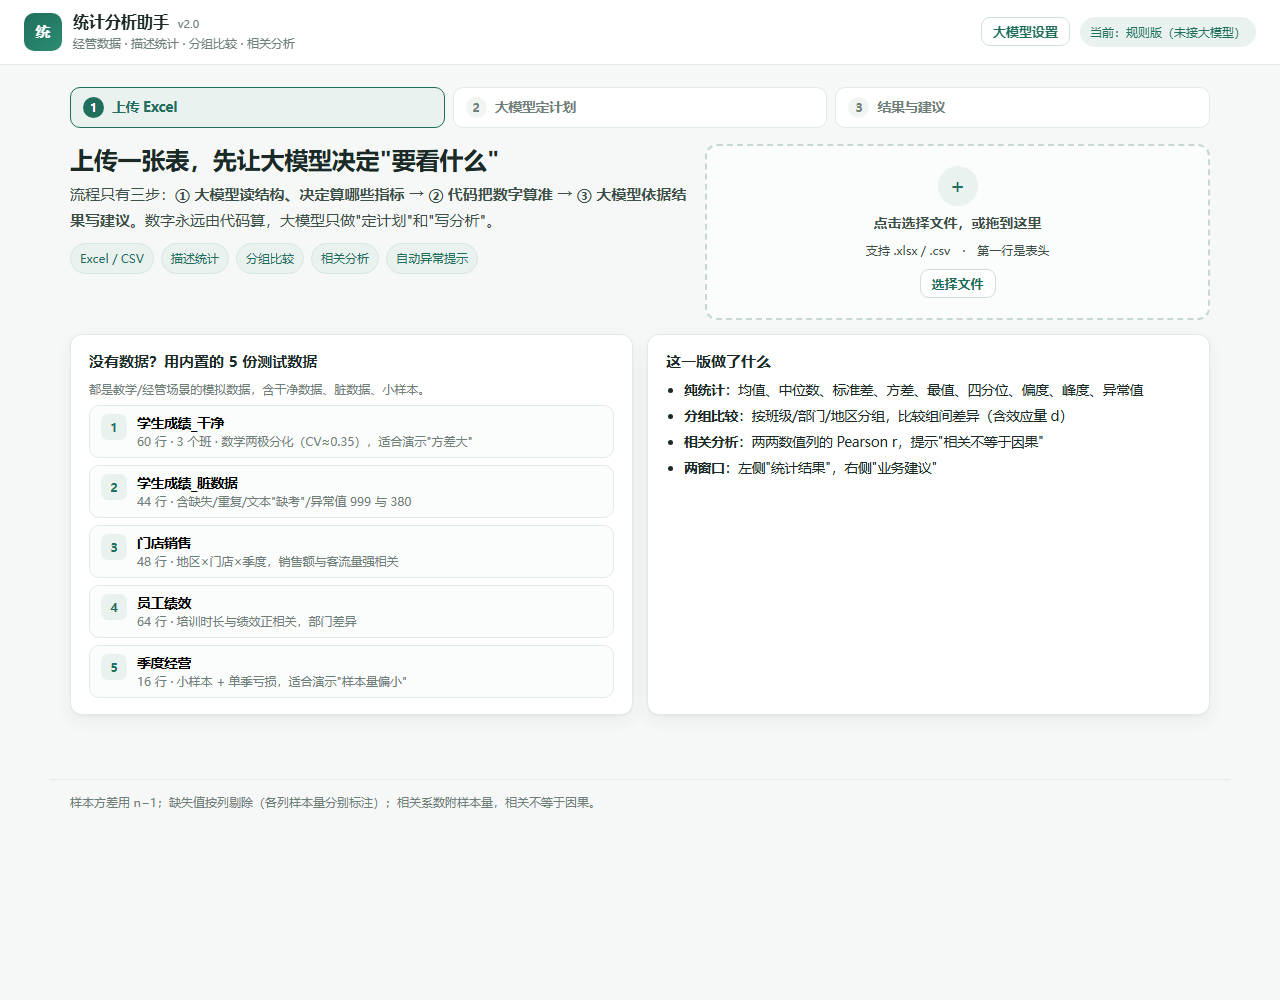 统
统计分析助手 v2.0
经管数据 · 描述统计 · 分组比较 · 相关分析
大模型设置
当前：规则版（未接大模型）
1 上传 Excel
2 大模型定计划
3 结果与建议
上传一张表，先让大模型决定"要看什么"
流程只有三步：① 大模型读结构、决定算哪些指标 → ② 代码把数字算准 → ③ 大模型依据结
果写建议。数字永远由代码算，大模型只做"定计划"和"写分析"。
Excel / CSV
描述统计
分组比较
相关分析
自动异常提示
+
点击选择文件，或拖到这里
支持 .xlsx / .csv · 第一行是表头
选择文件
没有数据？用内置的 5 份测试数据
都是教学/经管场景的模拟数据，含干净数据、脏数据、小样本。
1 学生成绩_干净
60 行 · 3 个班 · 数学两极分化（CV≈0.35），适合演示"方差大"
2 学生成绩_脏数据
44 行 · 含缺失/重复/文本"缺考"/异常值 999 与 380
3 门店销售
48 行 · 地区×门店×季度，销售额与客流量强相关
4 员工绩效
64 行 · 培训时长与绩效正相关，部门差异
5 季度经营
16 行 · 小样本 + 单季亏损，适合演示"样本量偏小"
这一版做了什么
• 纯统计：均值、中位数、标准差、方差、最值、四分位、偏度、峰度、异常值
• 分组比较：按班级/部门/地区分组，比较组间差异（含效应量 d）
• 相关分析：两两数值列的 Pearson r，提示"相关不等于因果"
• 两窗口：左侧"统计结果"，右侧"业务建议"
样本方差用 n−1；缺失值按列剔除（各列样本量分别标注）；相关系数附样本量，相关不等于因果。